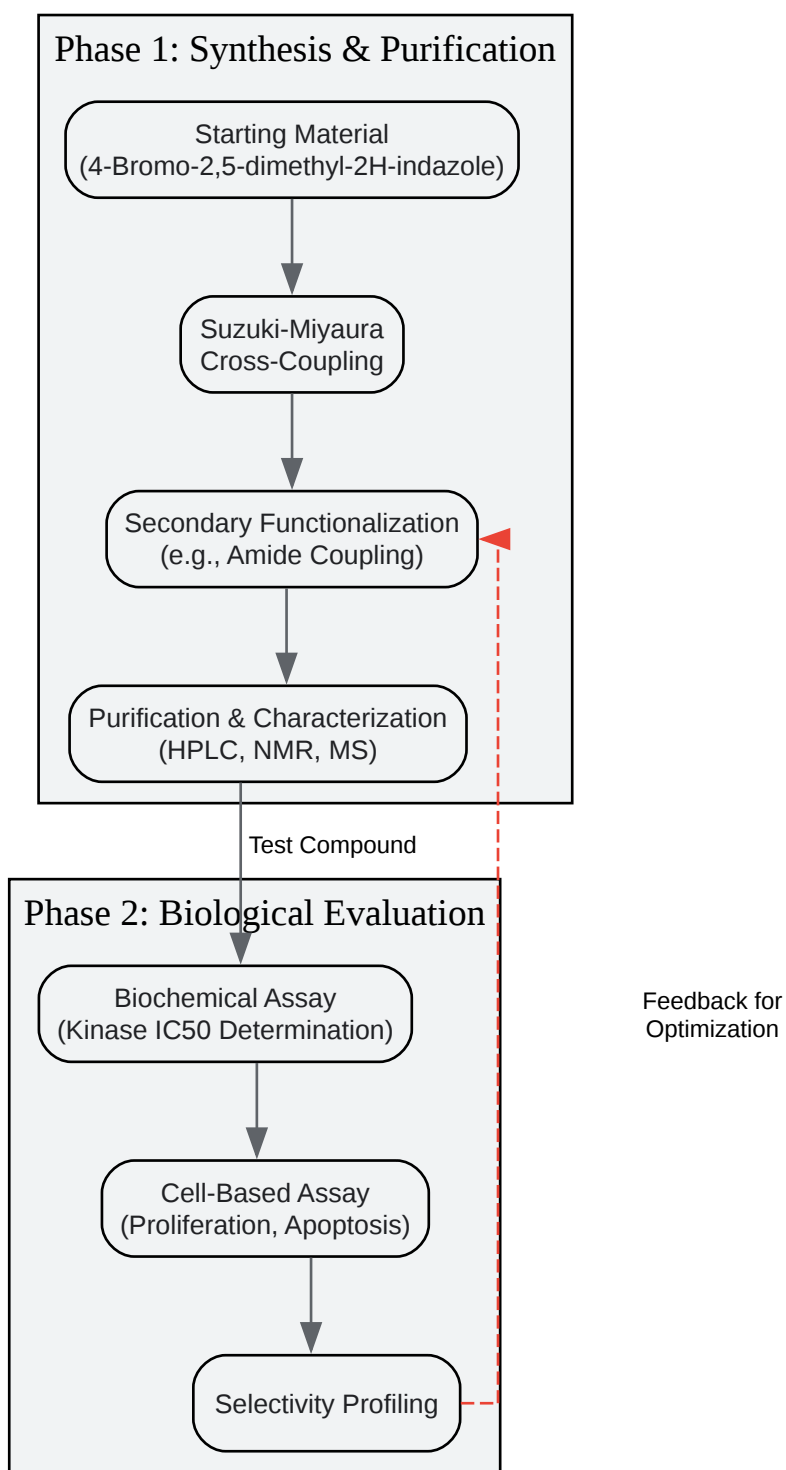 Phase 1: Synthesis & Purification
Starting Material
(4-Bromo-2,5-dimethyl-2H-indazole)
Suzuki-Miyaura
Cross-Coupling
Secondary Functionalization
(e.g., Amide Coupling)
Purification & Characterization
(HPLC, NMR, MS)
Test Compound
Phase 2: Biological Evaluation
Biochemical Assay
(Kinase IC50 Determination)
Feedback for
Optimization
Cell-Based Assay
(Proliferation, Apoptosis)
Selectivity Profiling